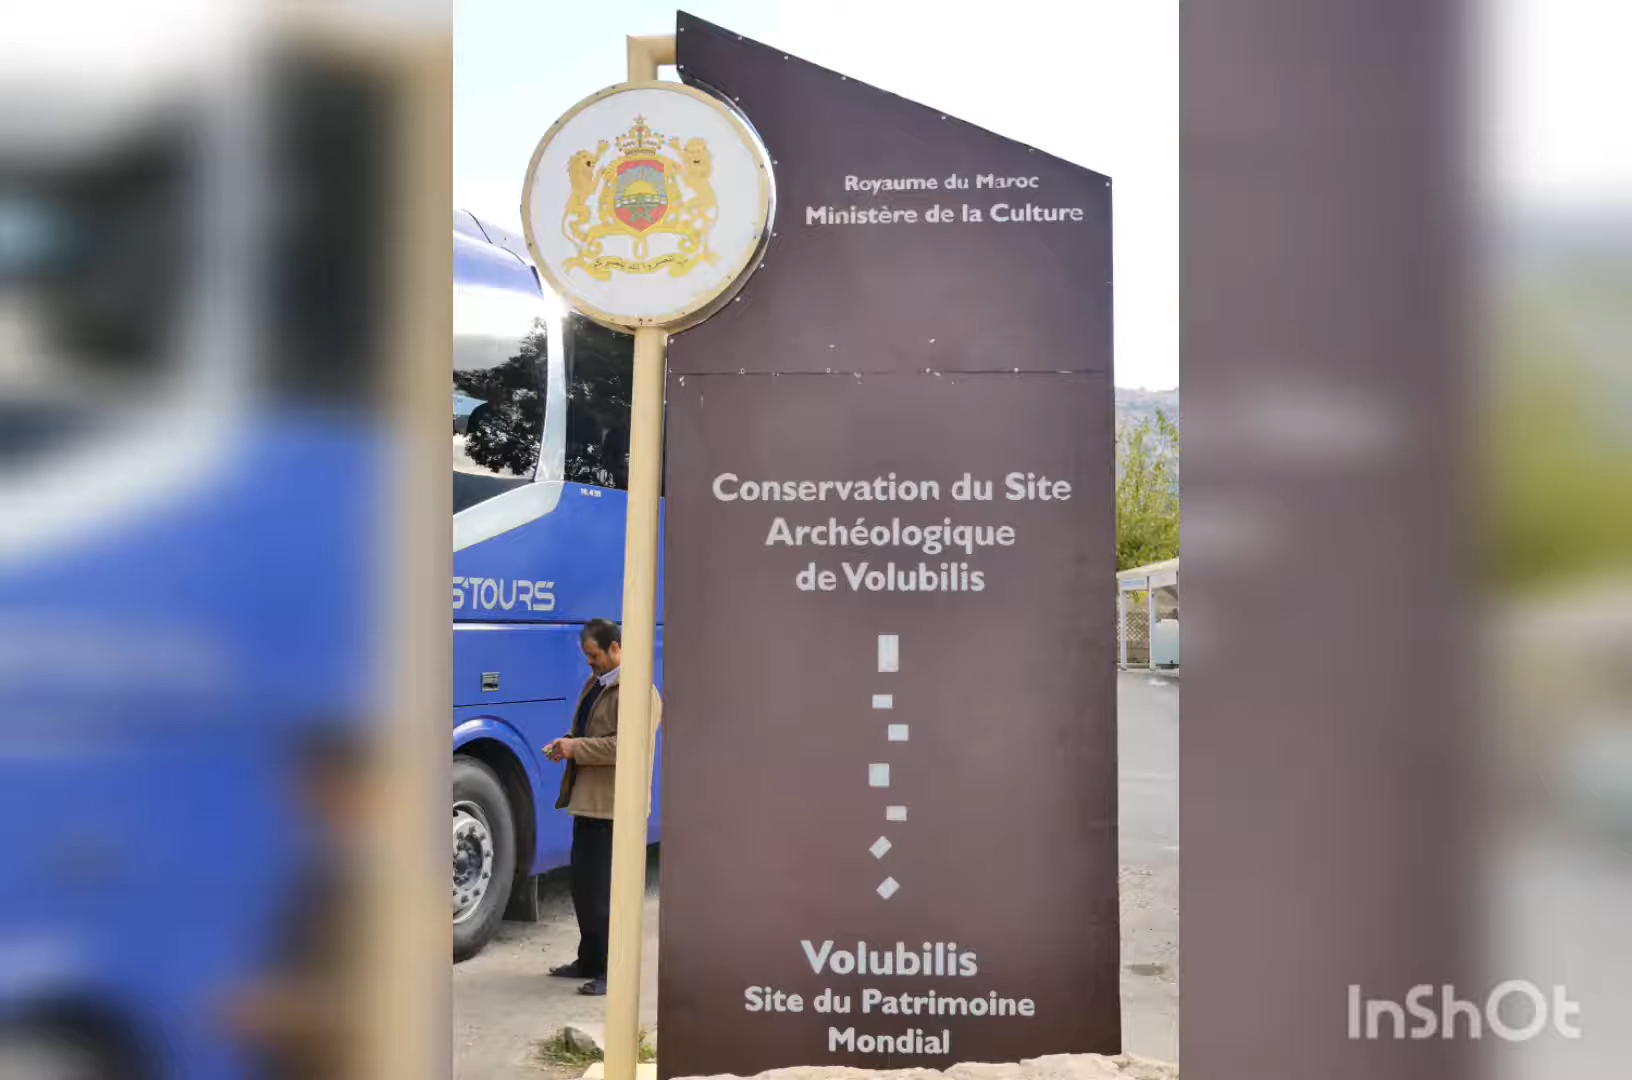 Royaume du Maroc
Ministère de la Culture
Conservation du Site
Archéologique
de Volubilis
Volubilis
Site du Patrimoine
Mondial
S'TOURS
InShOt